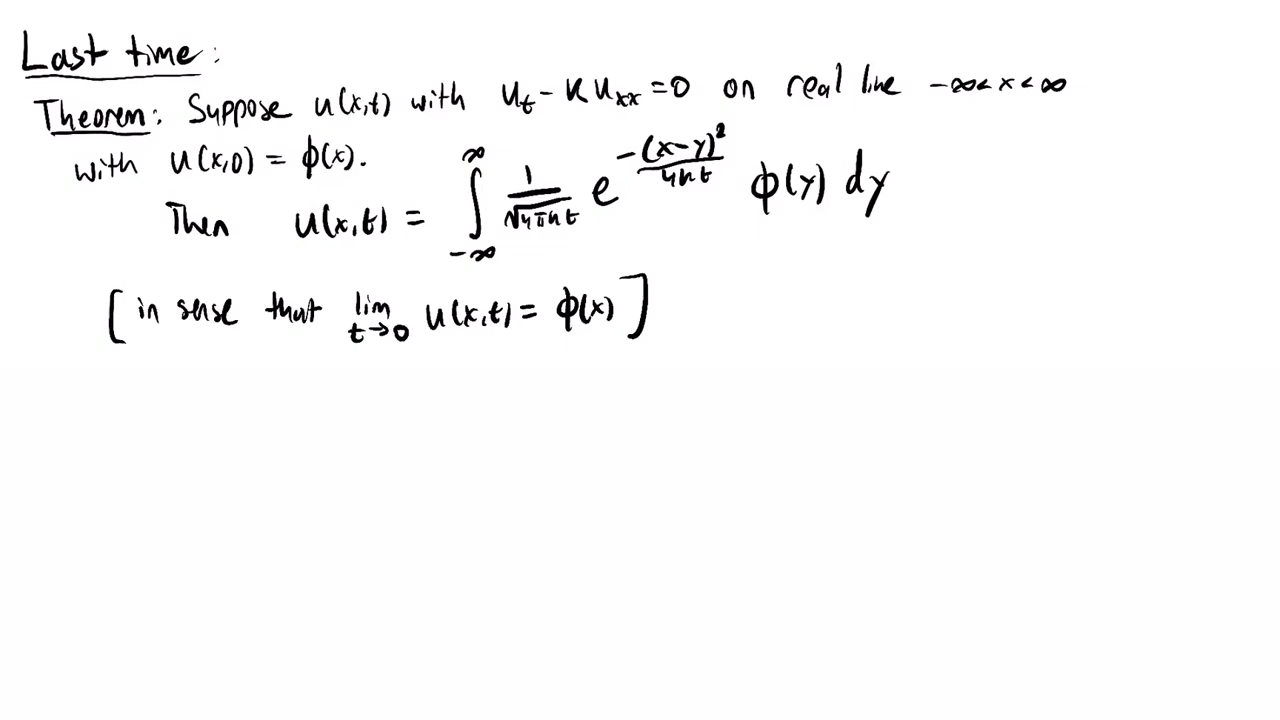 Last time:
Theorem: Suppose u(x,t) with u_t - k u_xx = 0 on real line -∞ < x < ∞
with u(x,0) = φ(x).
Then u(x,t) = ∫_{-∞}^{∞} 1/√(4πkt) e^{-(x-y)²/4kt} φ(y) dy
[in sense that lim_{t→0} u(x,t) = φ(x)]